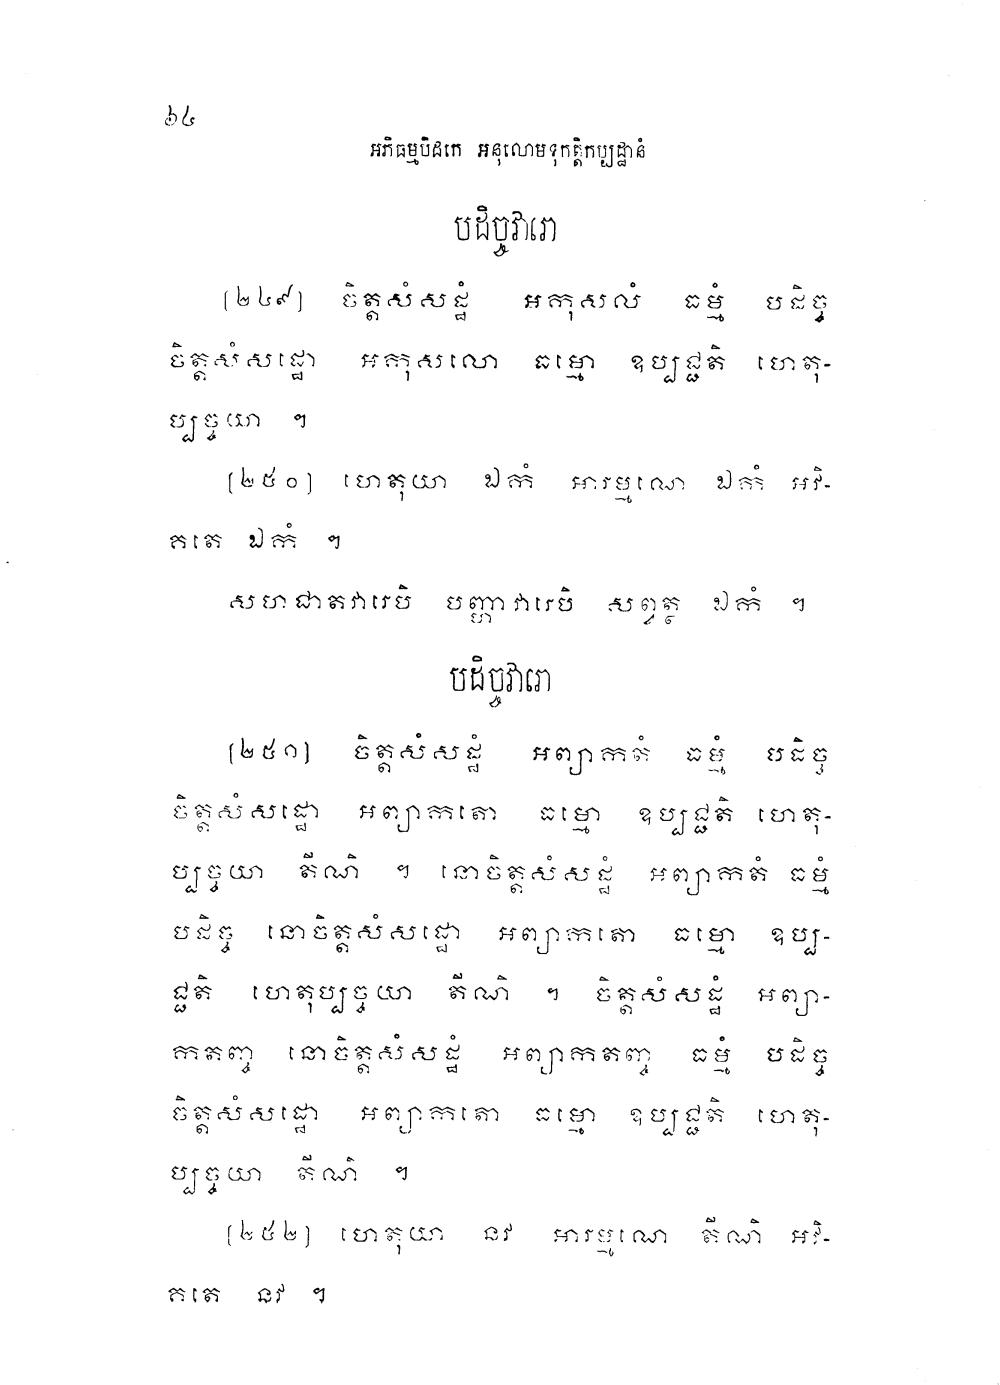 ៦៤
អភិធម្មបិដកេ អនុលោមទុកត្តិកប្បដ្ឋានំ
បដិច្ចវារោ
[២៤៩] ចិត្តសំសដ្ឋំ អកុសលំ ធម្មំ បដិច្ច
ចិត្តសំសដ្ឋោ អកុសលោ ធម្មោ ឧប្បជ្ជតិ ហេតុ-
ប្បច្ចយា ។
[២៥០] ហេតុយា ឯកំ អារម្មណេ ឯកំ អវិ-
គតេ ឯកំ ។
សហជាតវារេបិ បញ្ហាវារេបិ សព្វត្ថ ឯកំ ។
បដិច្ចវារោ
[២៥១] ចិត្តសំសដ្ឋំ អព្យាកតំ ធម្មំ បដិច្ច
ចិត្តសំសដ្ឋោ អព្យាកតោ ធម្មោ ឧប្បជ្ជតិ ហេតុ-
ប្បច្ចយា តីណិ ។ នោចិត្តសំសដ្ឋំ អព្យាកតំ ធម្មំ
បដិច្ច នោចិត្តសំសដ្ឋោ អព្យាកតោ ធម្មោ ឧប្ប-
ជ្ជតិ ហេតុប្បច្ចយា តីណិ ។ ចិត្តសំសដ្ឋំ អព្យា-
កតញ្ច នោចិត្តសំសដ្ឋំ អព្យាកតញ្ច ធម្មំ បដិច្ច
ចិត្តសំសដ្ឋោ អព្យាកតោ ធម្មោ ឧប្បជ្ជតិ ហេតុ-
ប្បច្ចយា តីណិ ។
[២៥២] ហេតុយា នវ អារម្មណេ តីណិ អវិ-
គតេ នវ ។